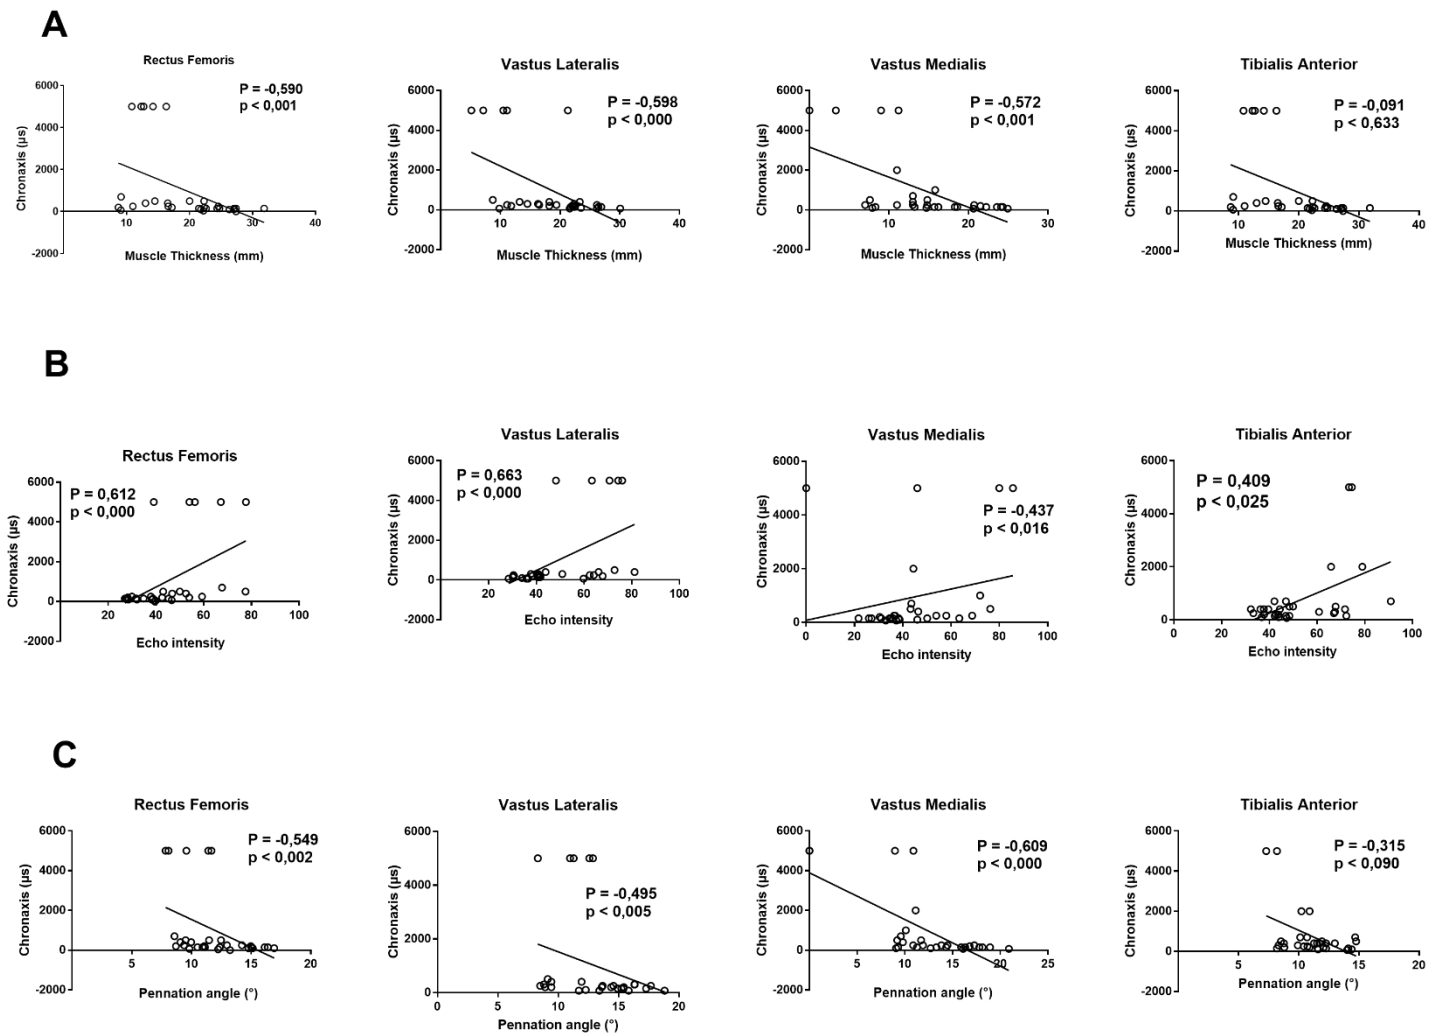 A
Rectus Femoris
P = -0,590
p < 0,001
Chronaxis (µs)
6000
4000
2000
0
-2000
10 20 30 40
Muscle Thickness (mm)
Vastus Lateralis
P = -0,598
p < 0,000
Chronaxis (µs)
6000
4000
2000
0
-2000
10 20 30 40
Muscle Thickness (mm)
Vastus Medialis
P = -0,572
p < 0,001
Chronaxis (µs)
6000
4000
2000
0
-2000
10 20 30
Muscle Thickness (mm)
Tibialis Anterior
P = -0,091
p < 0,633
Chronaxis (µs)
6000
4000
2000
0
-2000
10 20 30 40
Muscle Thickness (mm)
B
Rectus Femoris
P = 0,612
p < 0,000
Chronaxis (µs)
6000
4000
2000
0
-2000
20 40 60 80 100
Echo intensity
Vastus Lateralis
P = 0,663
p < 0,000
Chronaxis (µs)
6000
4000
2000
0
-2000
20 40 60 80 100
Echo intensity
Vastus Medialis
P = -0,437
p < 0,016
Chronaxis (µs)
6000
4000
2000
0
0 20 40 60 80 100
Echo intensity
Tibialis Anterior
P = 0,409
p < 0,025
Chronaxis (µs)
6000
4000
2000
0
0 20 40 60 80 100
Echo intensity
C
Rectus Femoris
P = -0,549
p < 0,002
Chronaxis (µs)
6000
4000
2000
0
-2000
5 10 15 20
Pennation angle (°)
Vastus Lateralis
P = -0,495
p < 0,005
Chronaxis (µs)
6000
4000
2000
0
0 5 10 15 20
Pennation angle (°)
Vastus Medialis
P = -0,609
p < 0,000
Chronaxis (µs)
6000
4000
2000
0
-2000
5 10 15 20 25
Pennation angle (°)
Tibialis Anterior
P = -0,315
p < 0,090
Chronaxis (µs)
6000
4000
2000
0
-2000
5 10 15 20
Pennation angle (°)